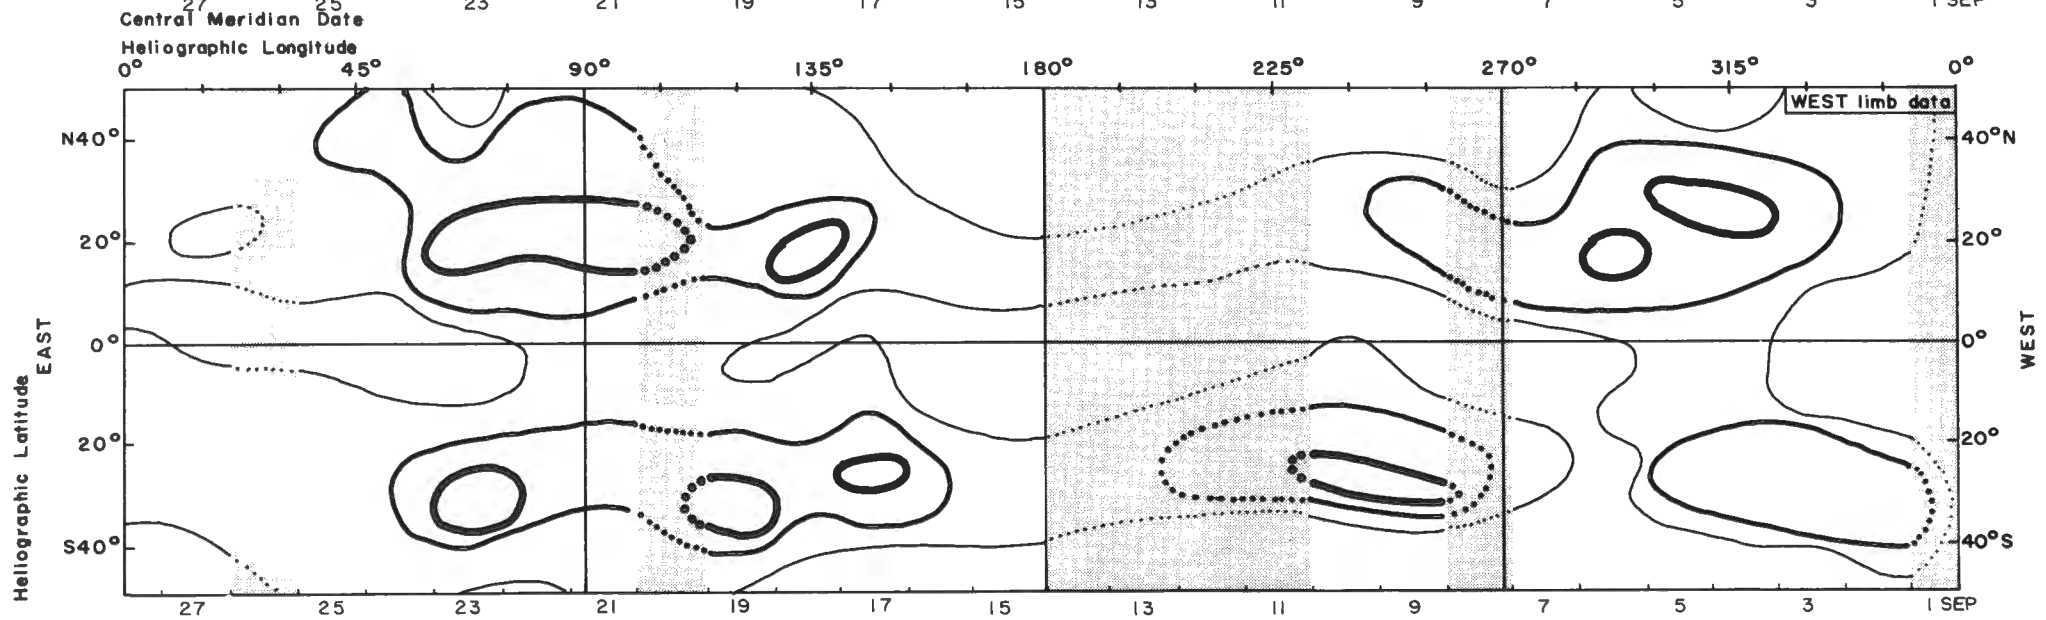 27 25 23 21 19 17 15 13 11 9 7 5 3 1 SEP
Central Meridian Date
Heliographic Longitude
0° 45° 90° 135° 180° 225° 270° 315° 0°
WEST limb data
N40° 40°N
20° 20°
EAST 0° 0° WEST
20° 20°
S40° 40°S
Heliographic Latitude
27 25 23 21 19 17 15 13 11 9 7 5 3 1 SEP